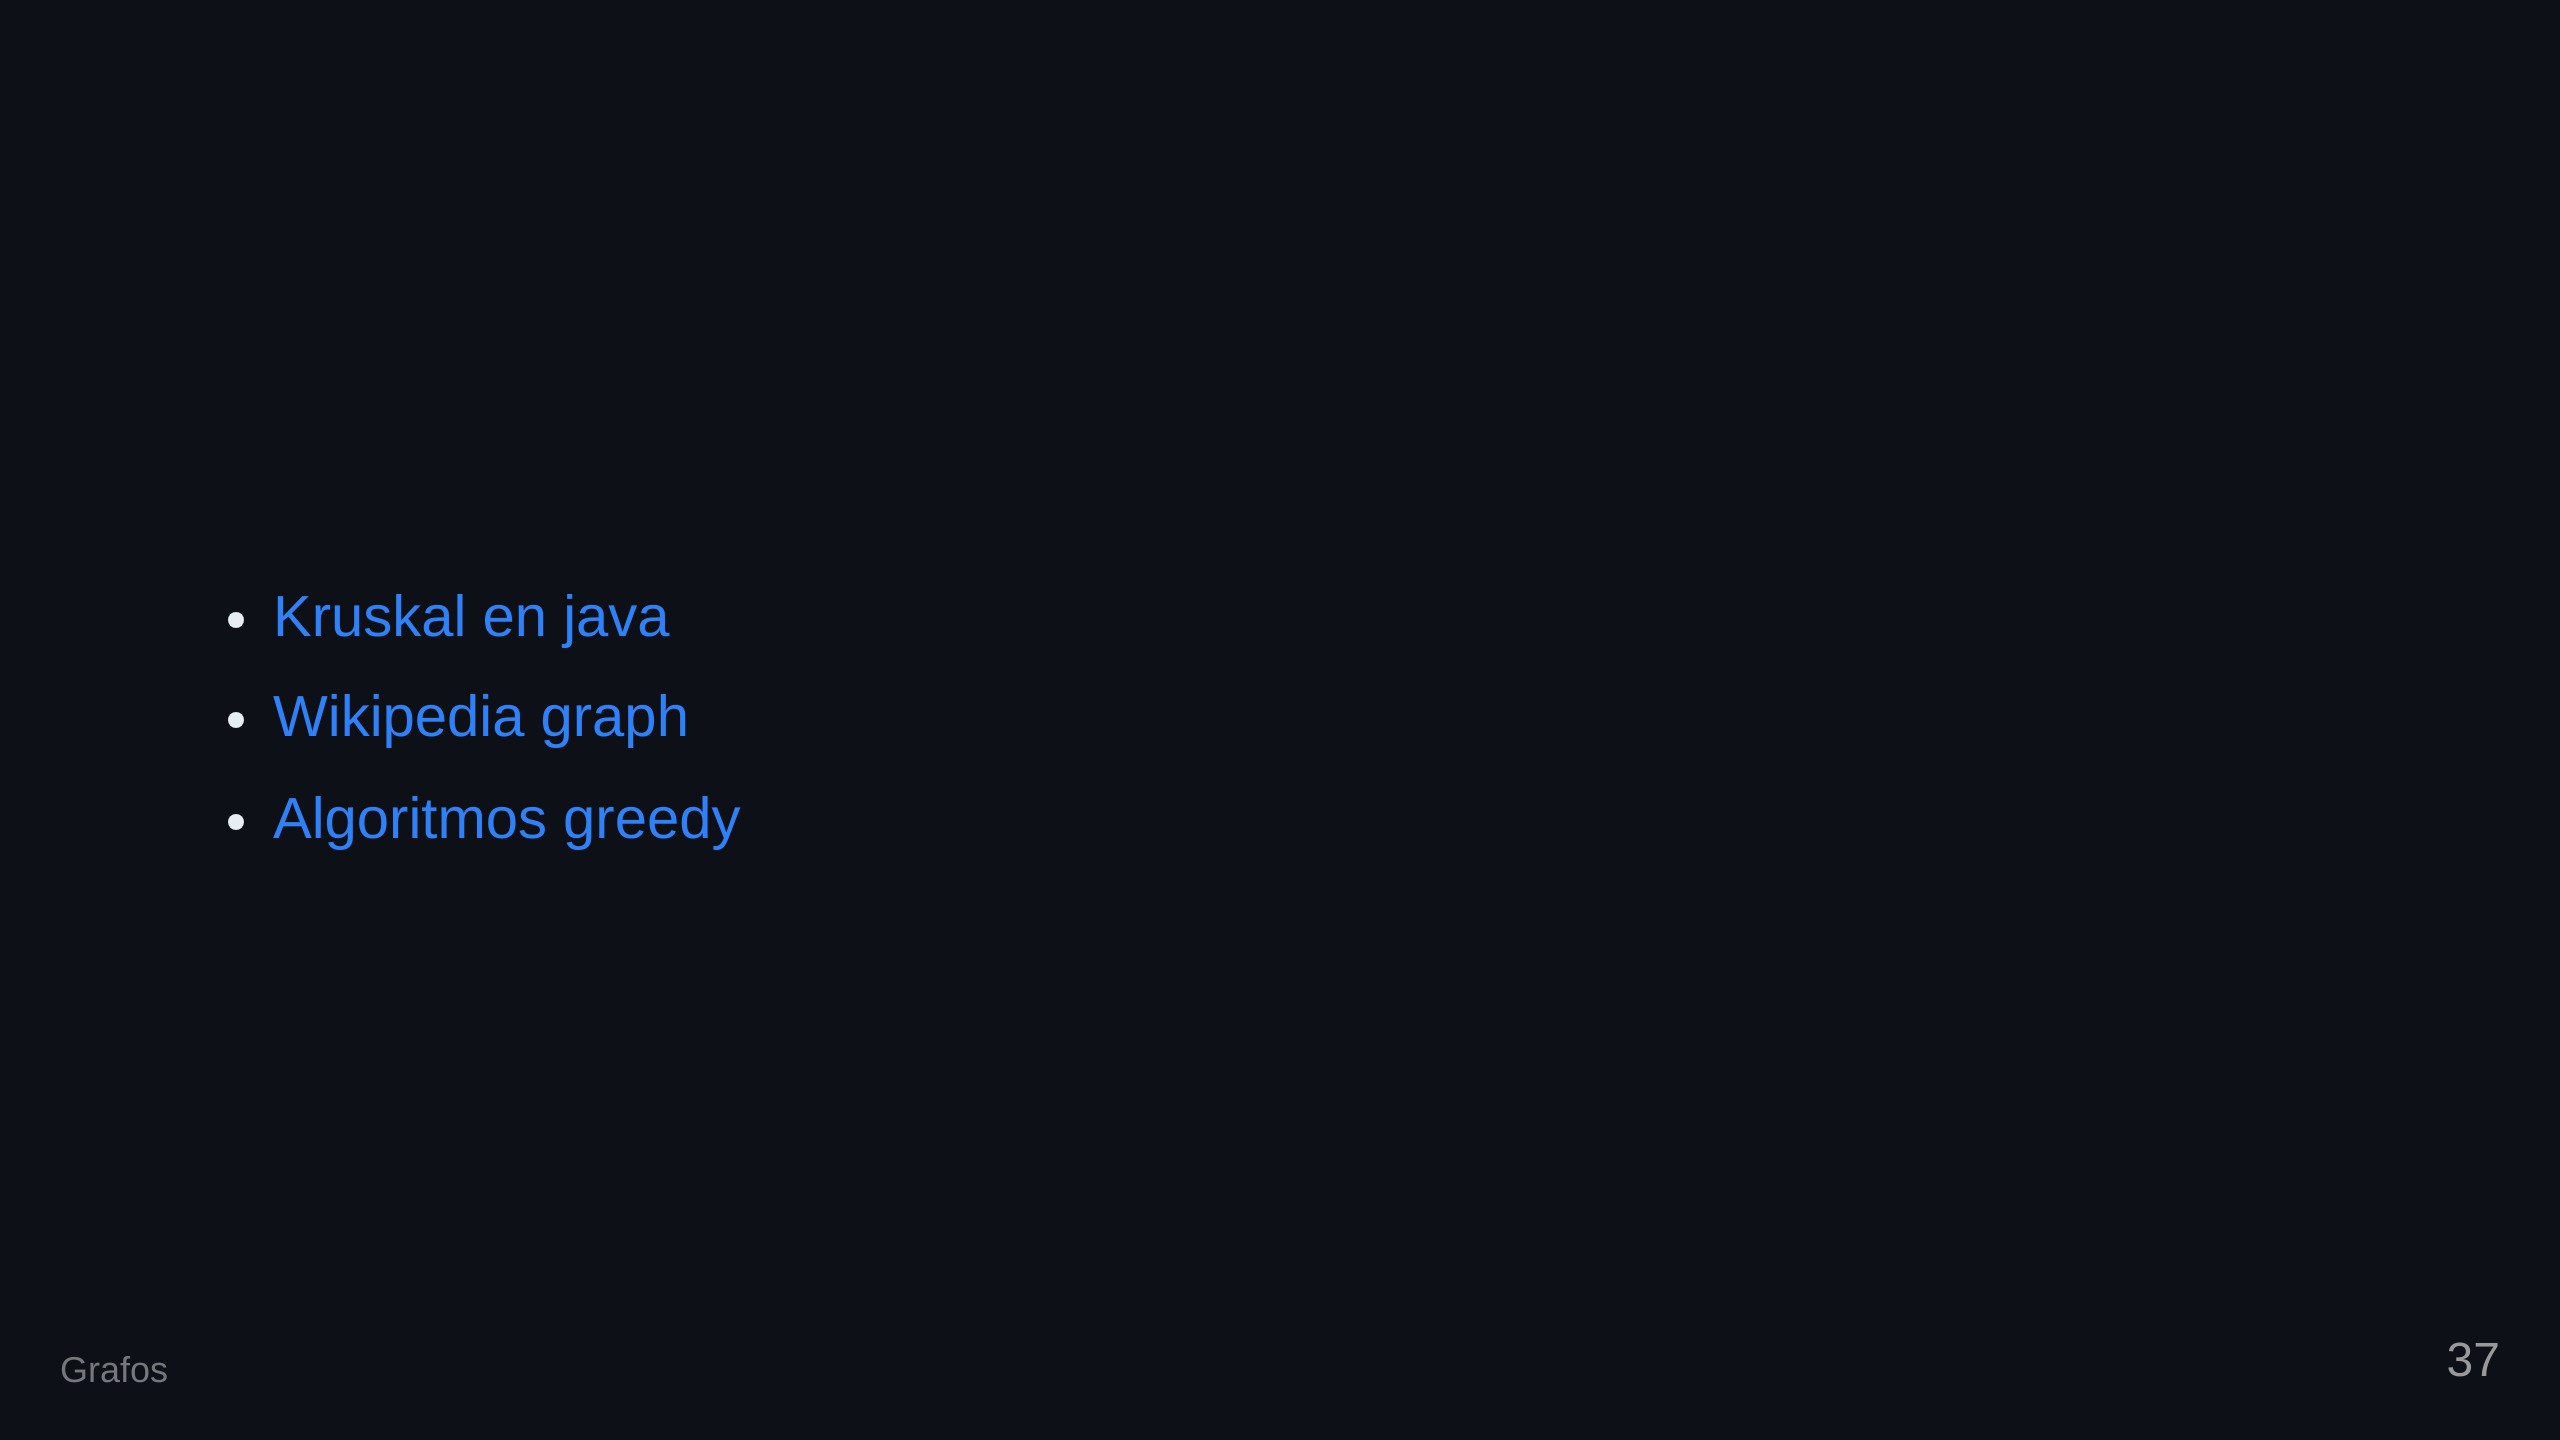 Kruskal en java
Wikipedia graph
Algoritmos greedy
Grafos
37